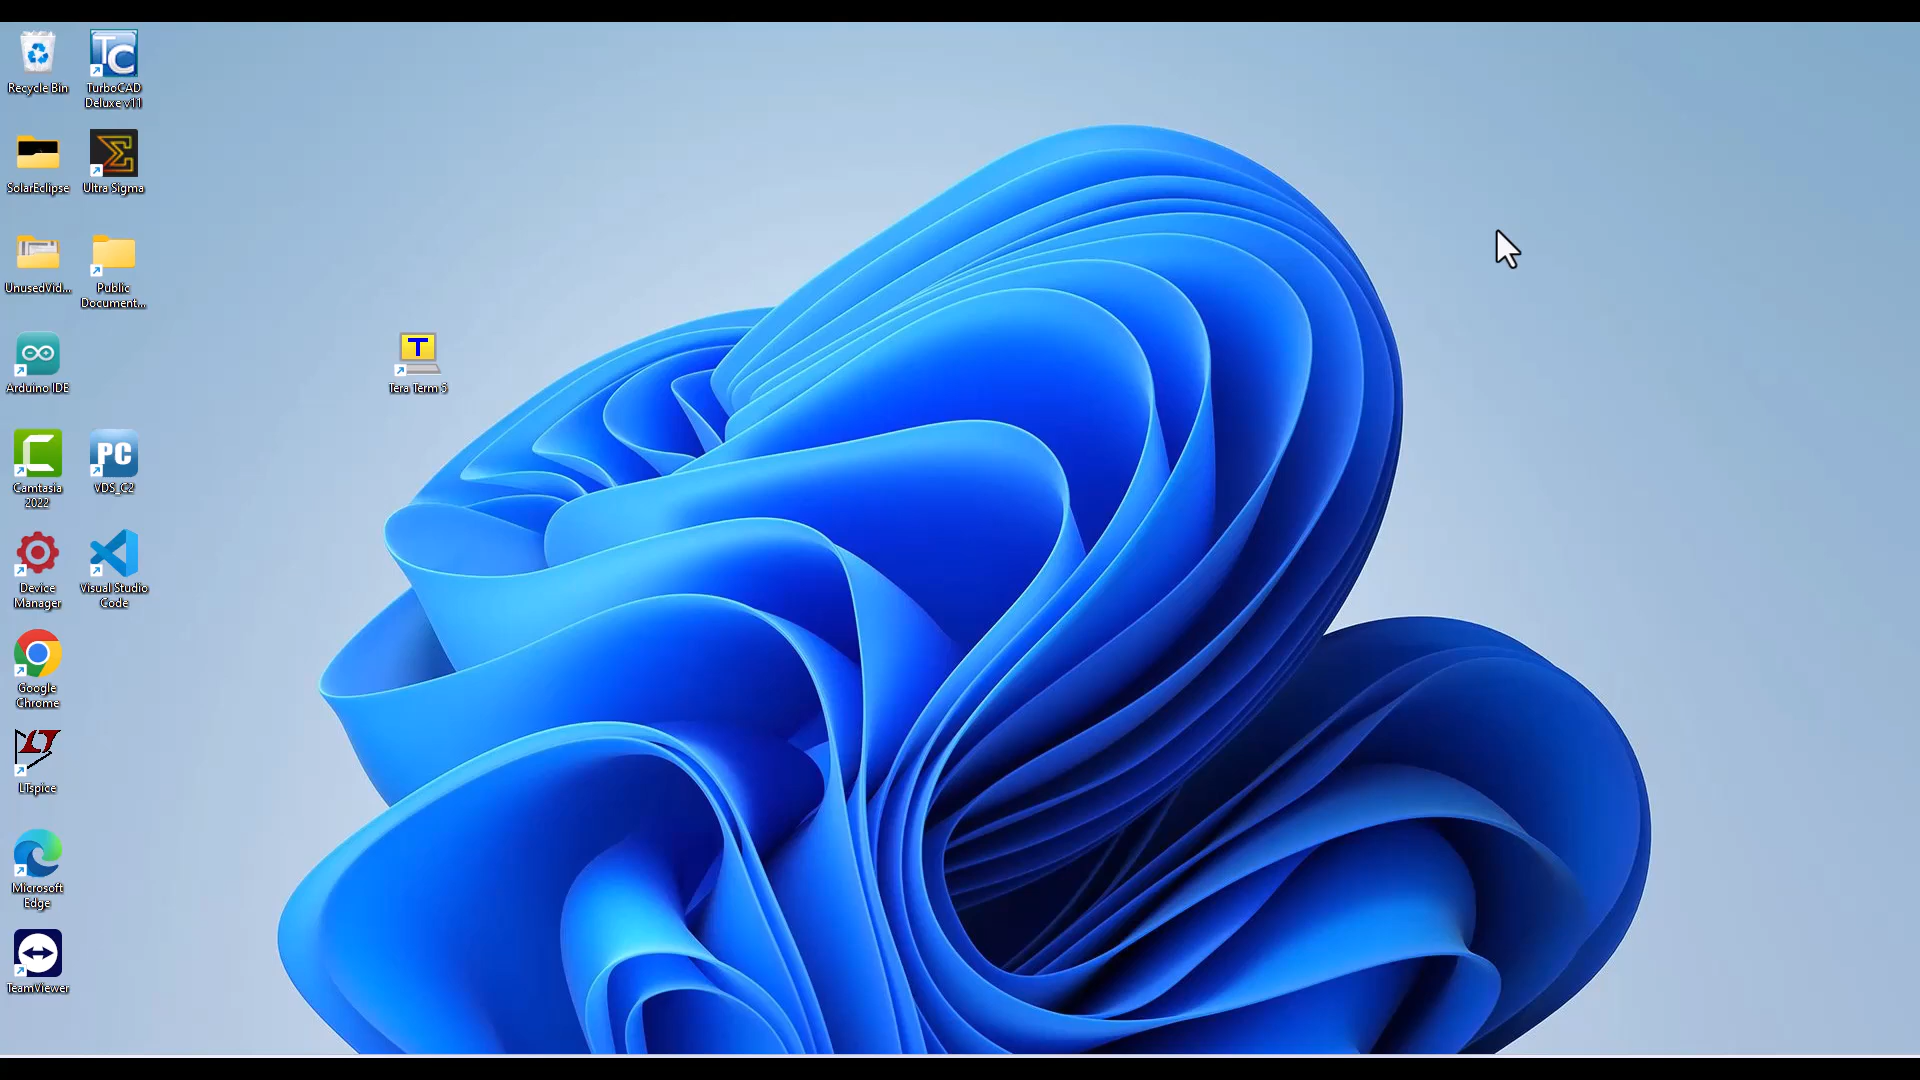 Recycle Bin
TurboCAD
Deluxe v11
SolarEclipse
Ultra Sigma
UnusedVid...
Public
Document...
Arduino IDE
T
Tera Term 5
Camtasia
2022
PC
VDS_C2
Device
Manager
Visual Studio
Code
Google
Chrome
LTspice
Microsoft
Edge
TeamViewer